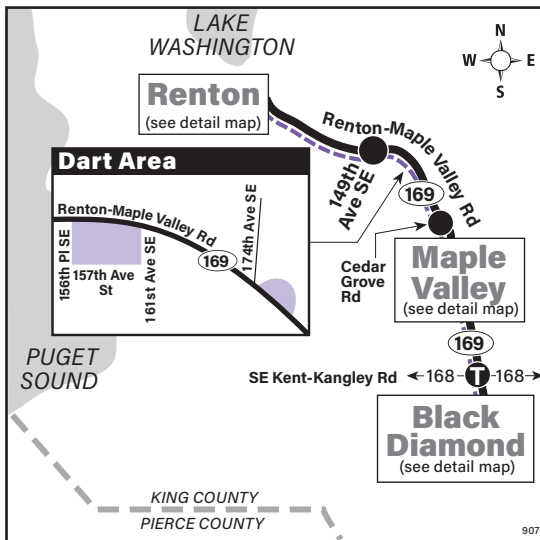 LAKE
WASHINGTON
N
W E
S
Renton
(see detail map)
Renton-Maple Valley Rd
149th
Ave SE
169
Dart Area
Renton-Maple Valley Rd
169
174th Ave SE
156th Pl SE
157th Ave
St
161st Ave SE
Cedar
Grove
Rd
Maple
Valley
(see detail map)
169
PUGET
SOUND
SE Kent-Kangley Rd
168 T 168
Black
Diamond
(see detail map)
KING COUNTY
PIERCE COUNTY
907